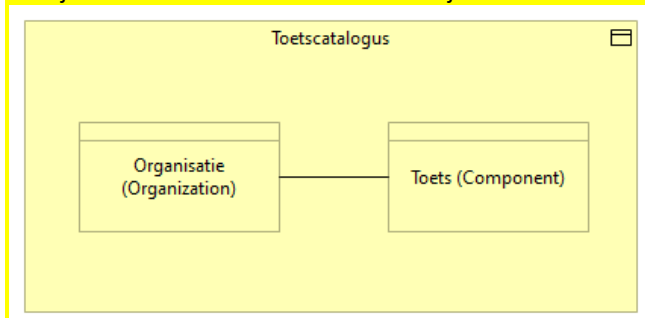 Toetscatalogus
Organisatie
(Organization)
Toets (Component)